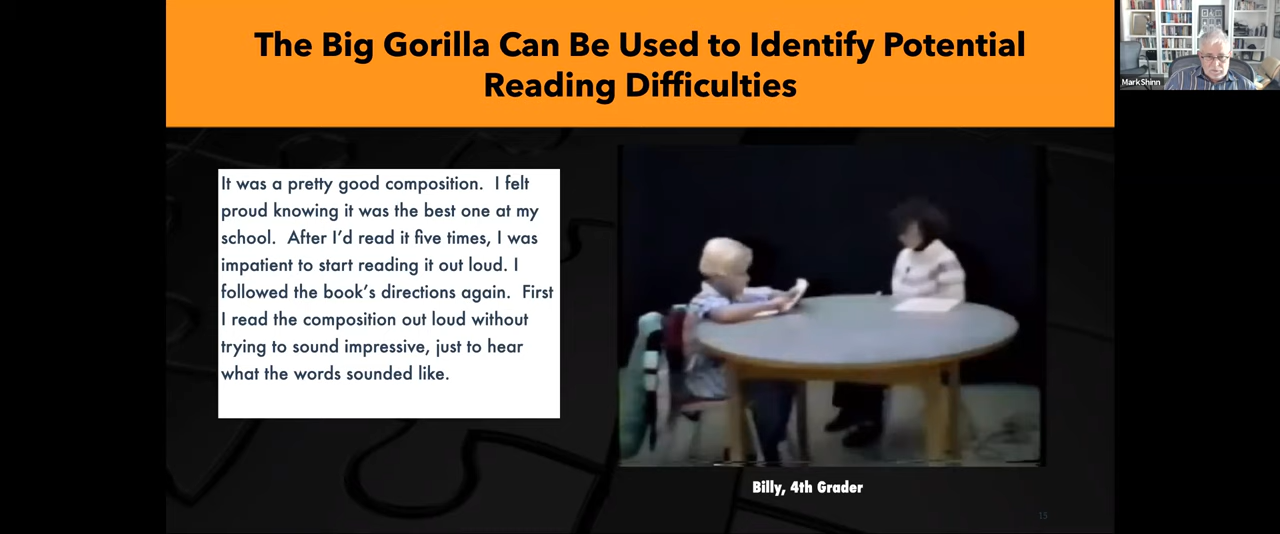 The Big Gorilla Can Be Used to Identify Potential
Reading Difficulties
Mark Shinn
It was a pretty good composition.  I felt
proud knowing it was the best one at my
school.  After I’d read it five times, I was
impatient to start reading it out loud. I
followed the book’s directions again.  First
I read the composition out loud without
trying to sound impressive, just to hear
what the words sounded like.
Billy, 4th Grader
13